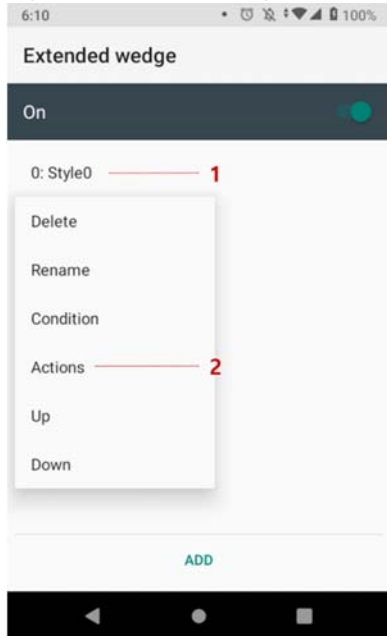 6:10 100%
Extended wedge
On
0: Style0 1
Delete
Rename
Condition
Actions 2
Up
Down
ADD